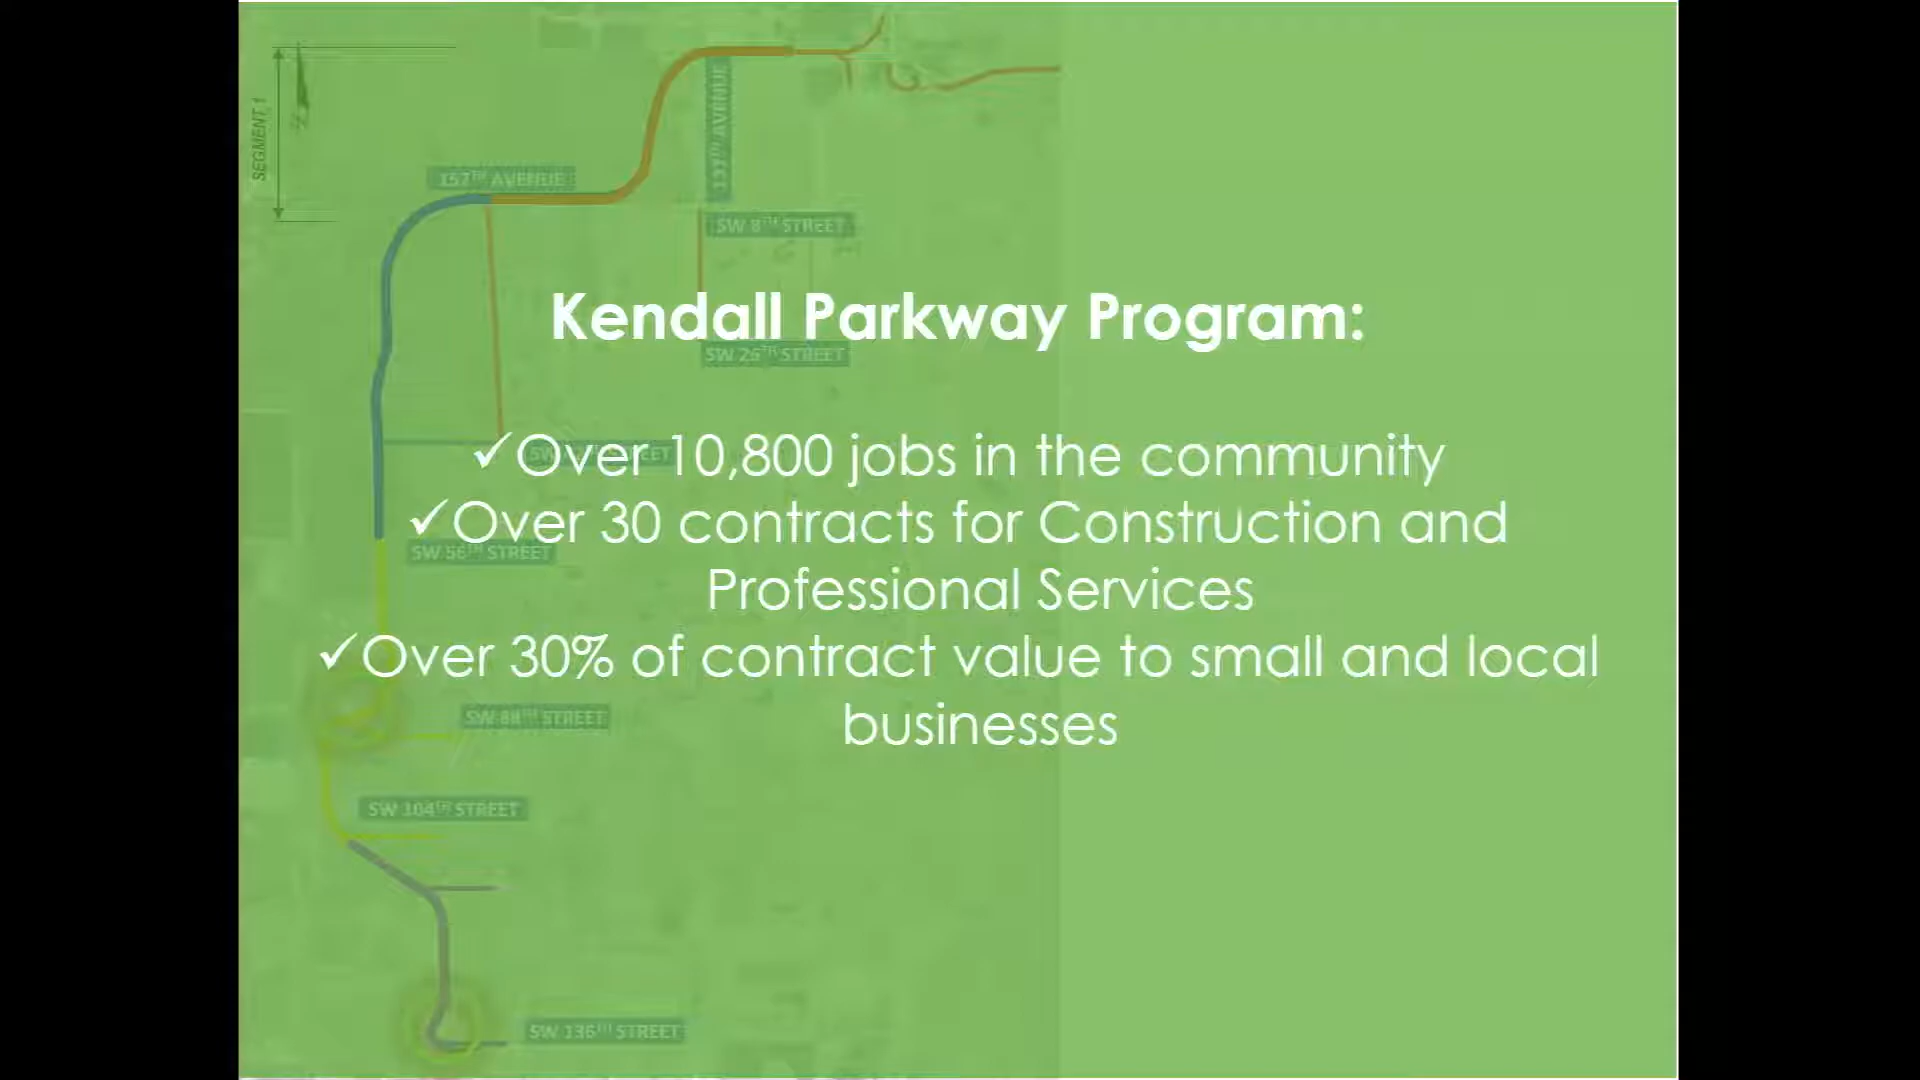 SEGMENT 1
137TH AVENUE
157TH AVENUE
SW 8TH STREET
Kendall Parkway Program:
SW 26TH STREET
✓Over 10,800 jobs in the community
✓Over 30 contracts for Construction and
SW 56TH STREET
Professional Services
✓Over 30% of contract value to small and local
SW 88TH STREET
businesses
SW 104TH STREET
SW 136TH STREET